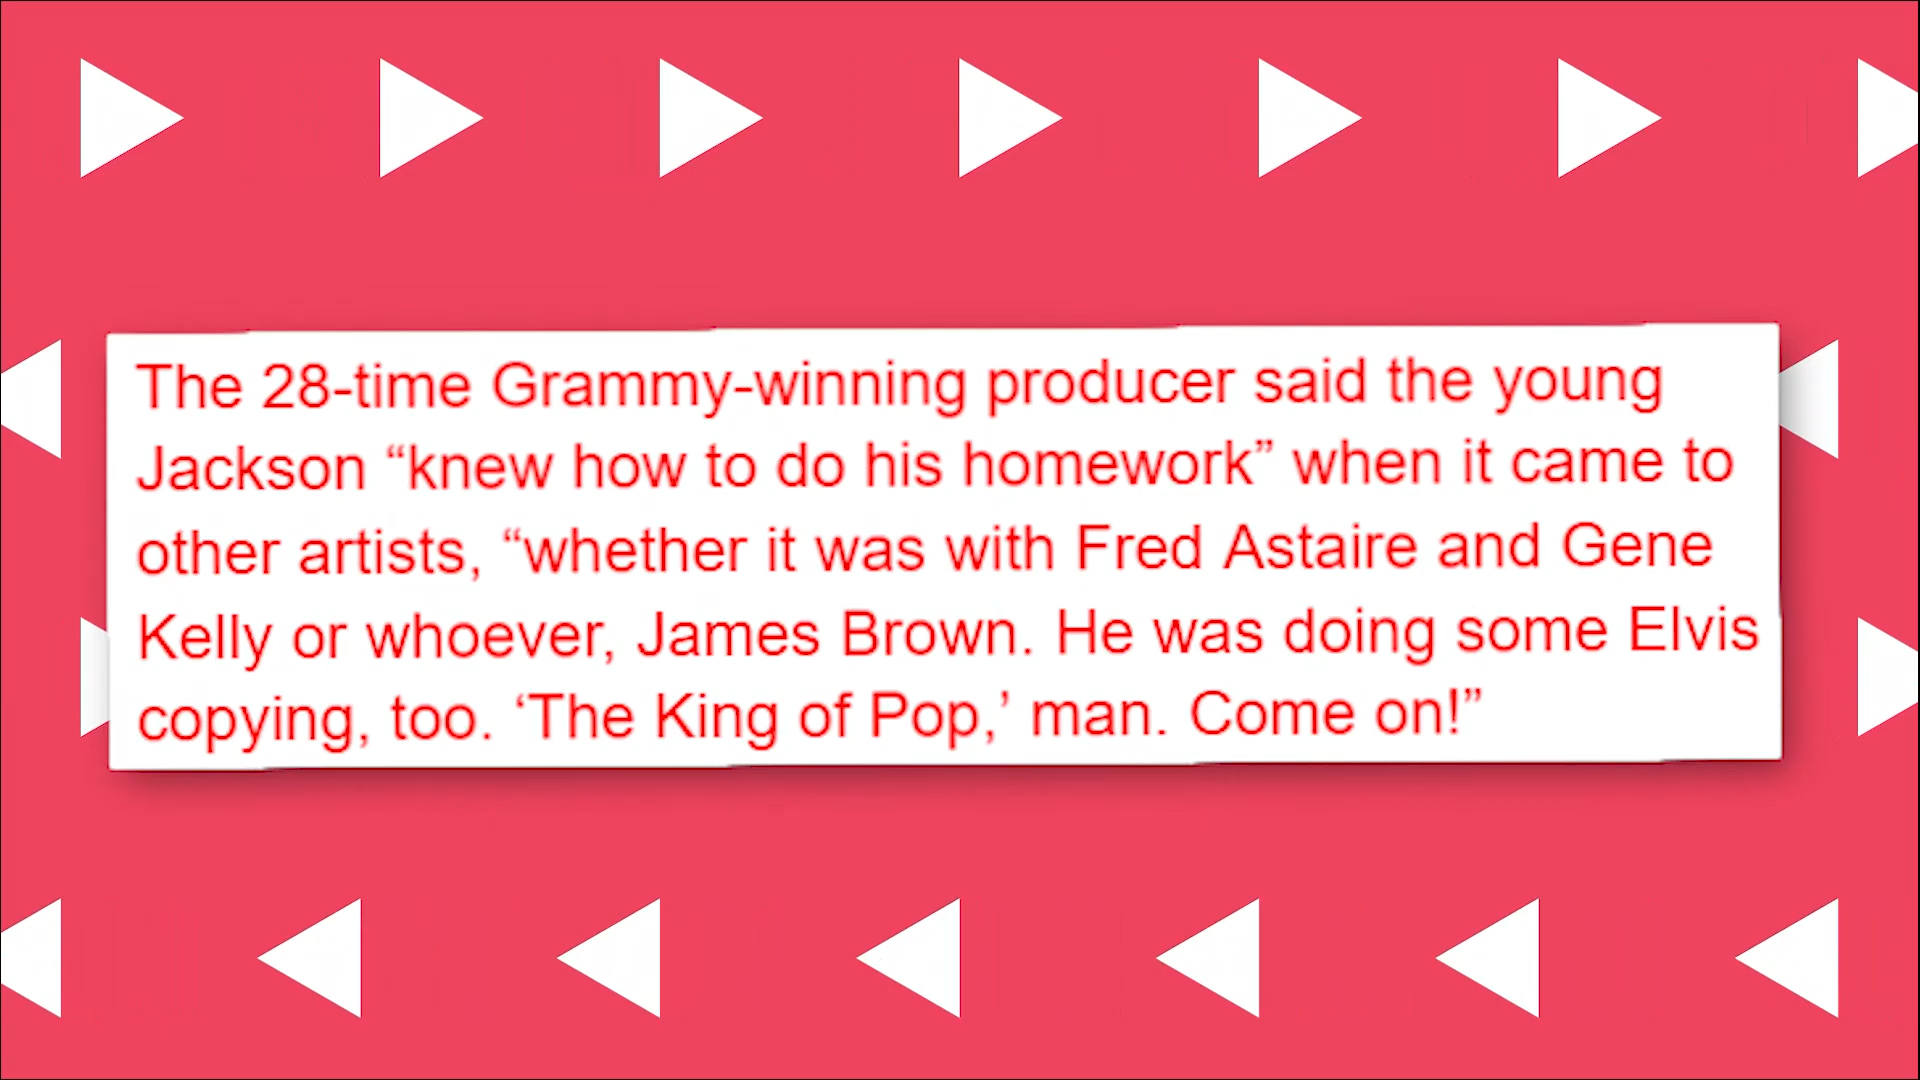 The 28-time Grammy-winning producer said the young
Jackson “knew how to do his homework” when it came to
other artists, “whether it was with Fred Astaire and Gene
Kelly or whoever, James Brown. He was doing some Elvis
copying, too. ‘The King of Pop,’ man. Come on!”